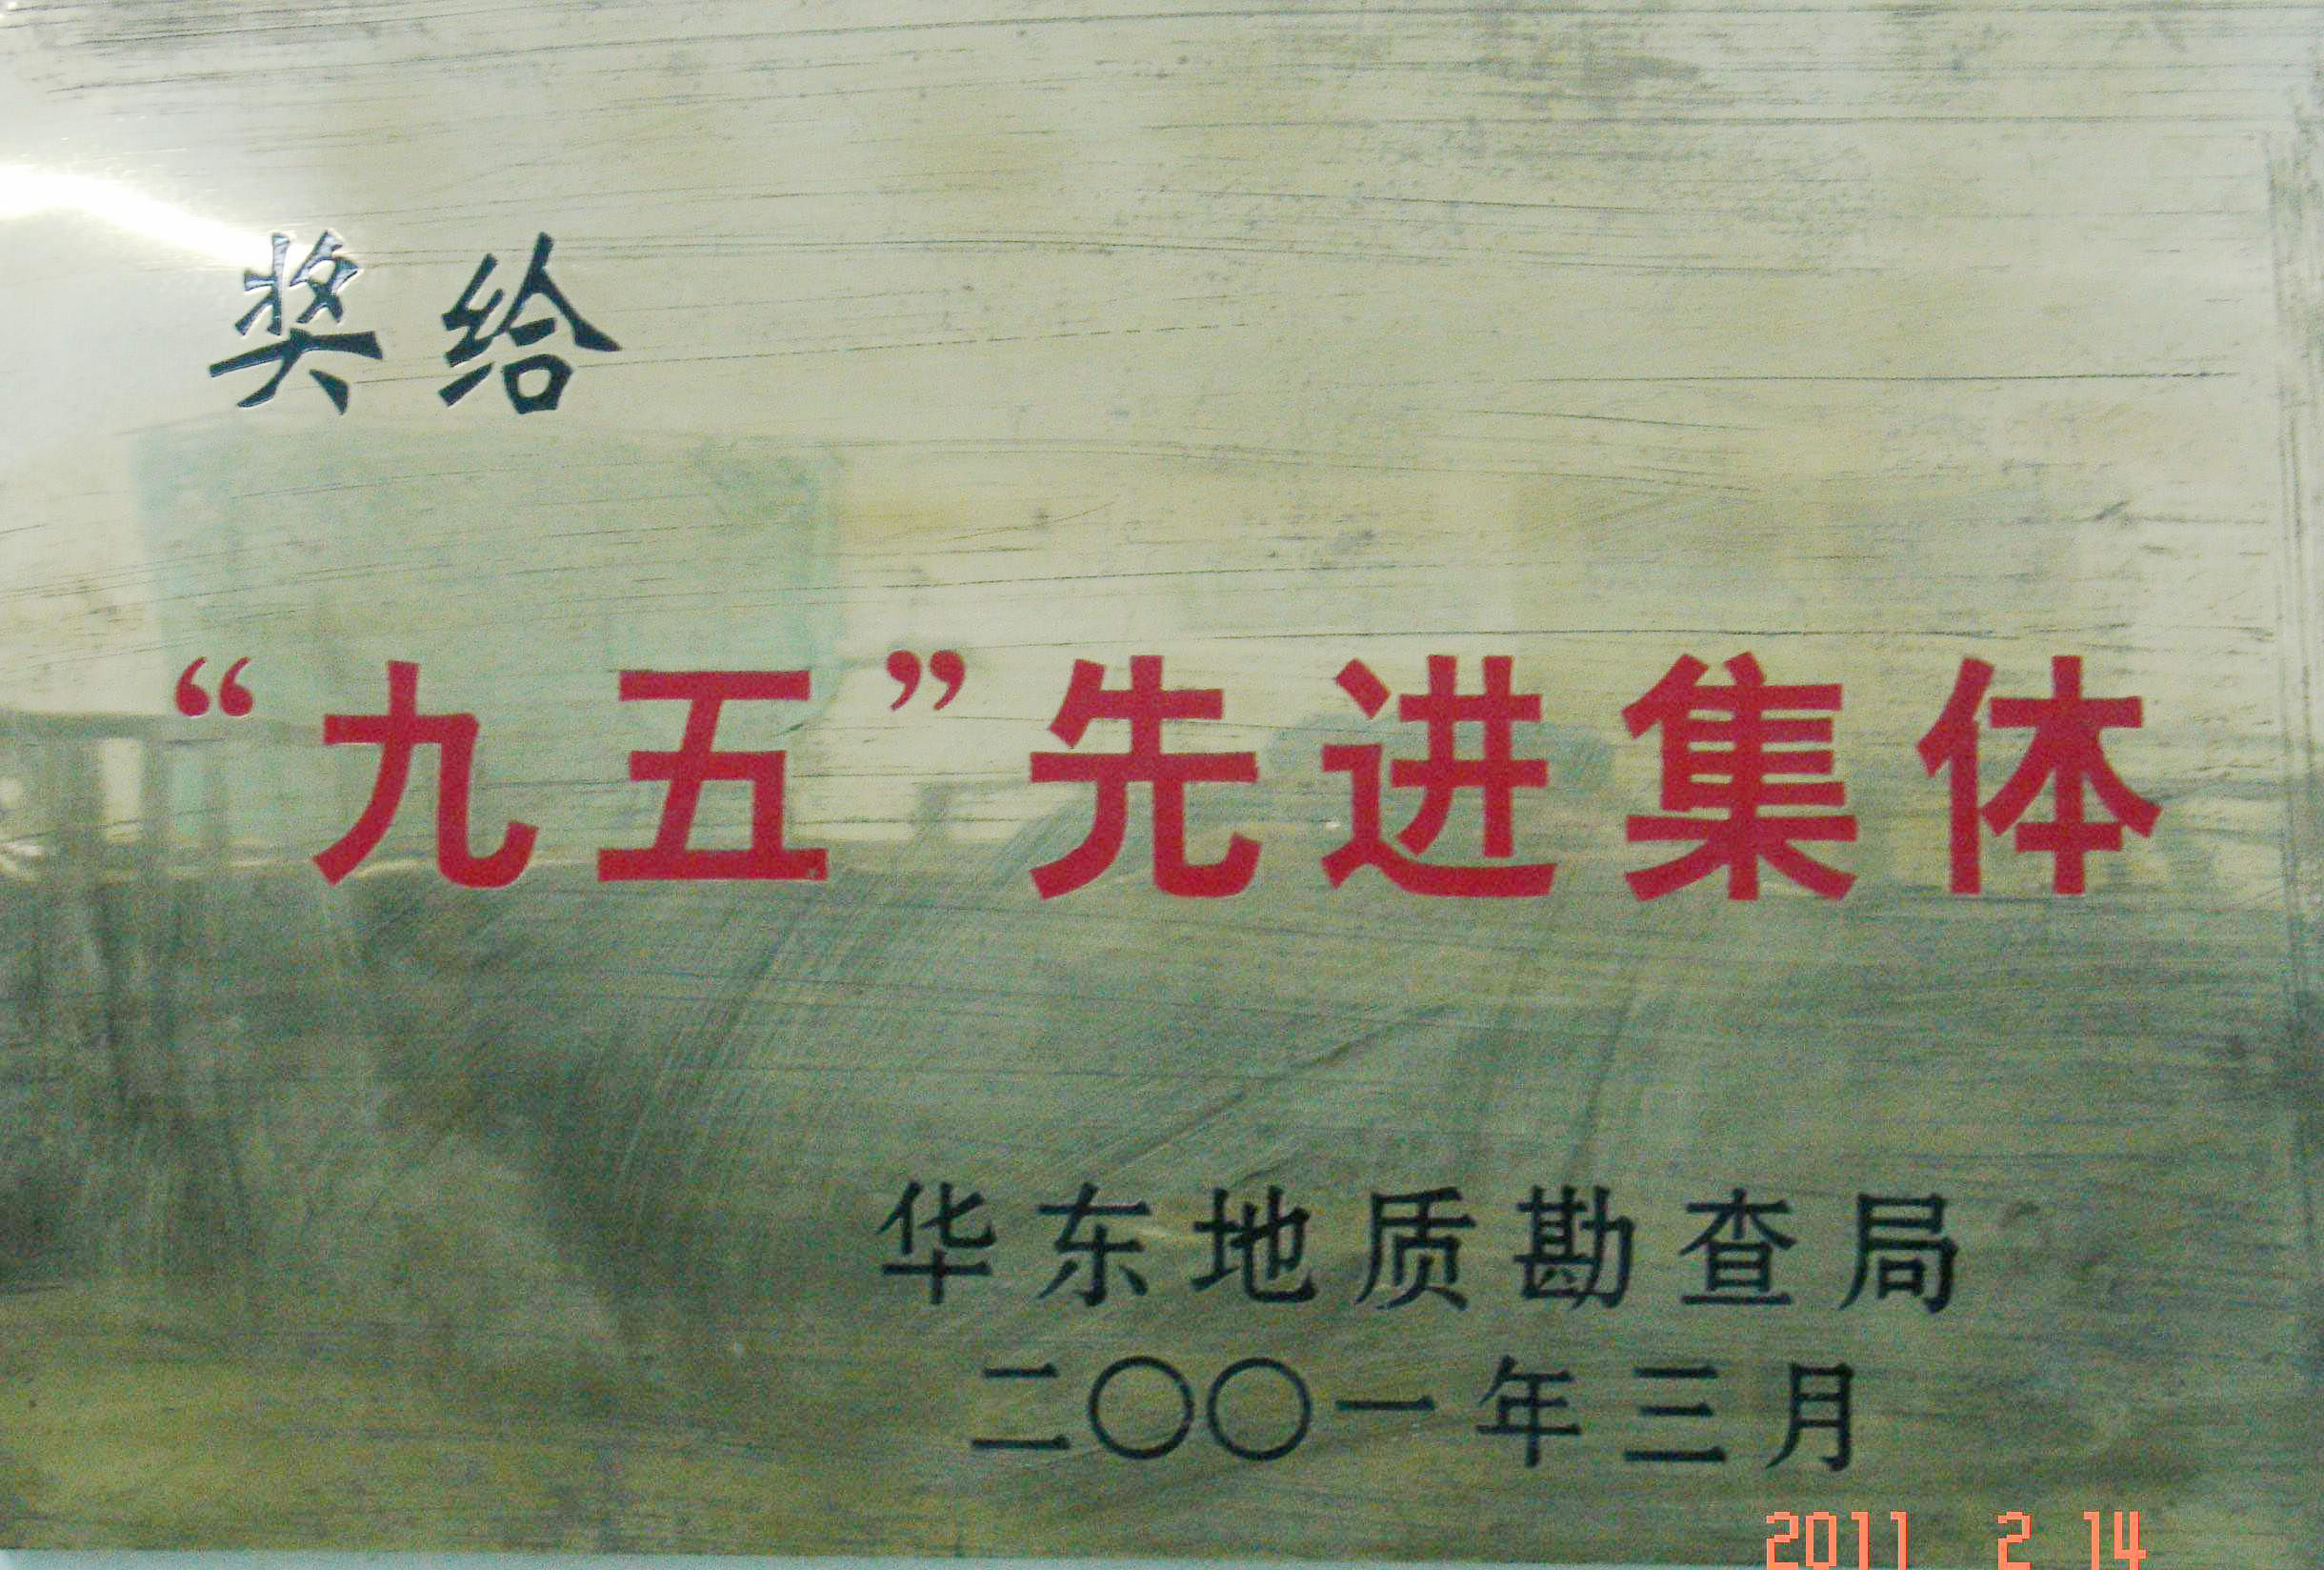 奖给
“九五”先进集体
华东地质勘查局
二〇〇一年三月
2011 2 14